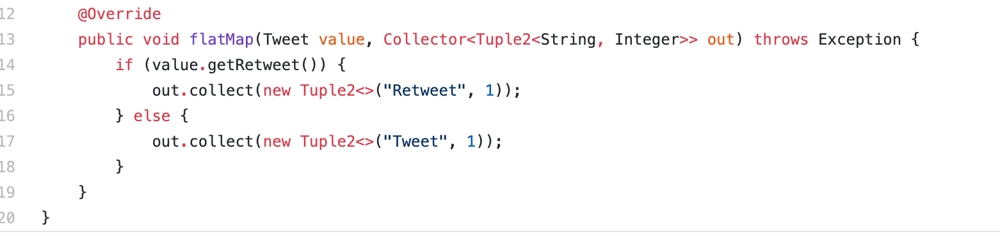 12 @Override
13 public void flatMap(Tweet value, Collector<Tuple2<String, Integer>> out) throws Exception {
14 if (value.getRetweet()) {
15 out.collect(new Tuple2<>("Retweet", 1));
16 } else {
17 out.collect(new Tuple2<>("Tweet", 1));
18 }
19 }
20 }